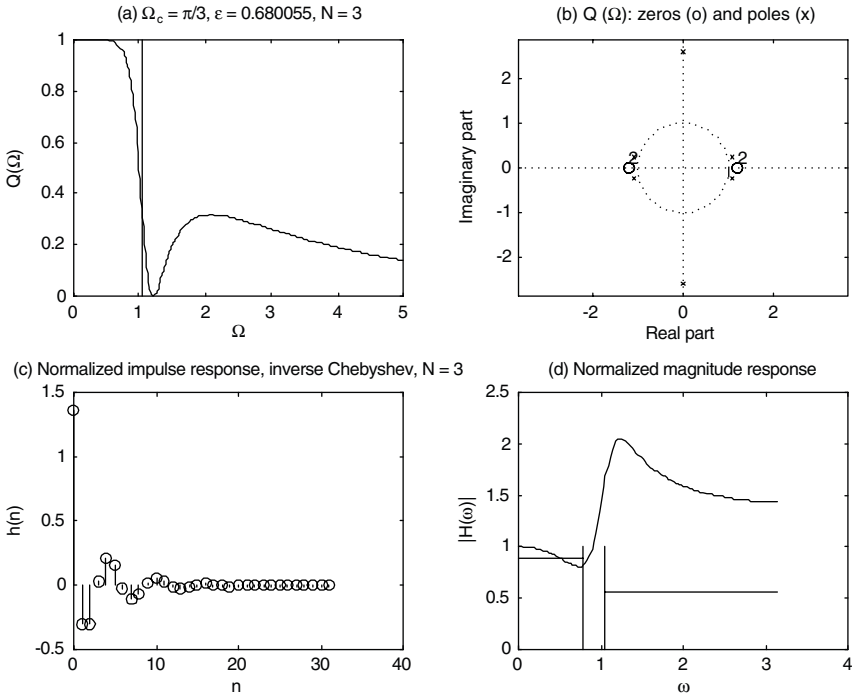 (a) Ω_c = π/3, ε = 0.680055, N = 3
1
0.8
0.6
0.4
0.2
0
0 1 2 3 4 5
Q(Ω)
Ω
(b) Q (Ω): zeros (o) and poles (x)
2
1
0
-1
-2
-2 0 2
2 2
Imaginary part
Real part
(c) Normalized impulse response, inverse Chebyshev, N = 3
1.5
1
0.5
0
-0.5
0 10 20 30 40
h(n)
n
(d) Normalized magnitude response
2.5
2
1.5
1
0.5
0
0 1 2 3 4
|H(ω)|
ω